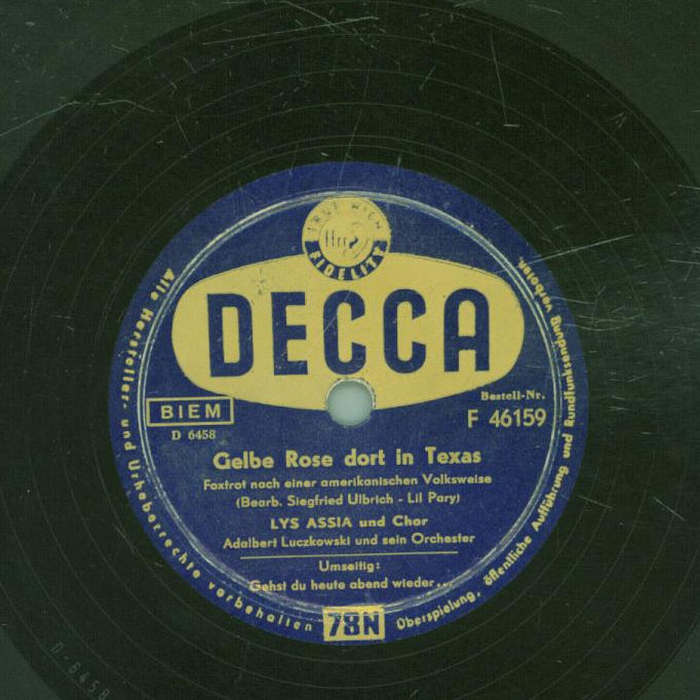 TRUE HIGH
FIDELITY
ffrr
DECCA
BIEM
D 6458
Bestell-Nr.
F 46159
Gelbe Rose dort in Texas
Foxtrot nach einer amerikanischen Volksweise
(Bearb. Siegfried Ulbrich - Lil Pary)
LYS ASSIA und Chor
Adalbert Luczkowski und sein Orchester
Umseitig:
Gehst du heute abend wieder...
78N
Alle Hersteller- und Urheberrechte vorbehalten
Überspielung, öffentliche Aufführung und Rundfunksendung verboten.
D-6458